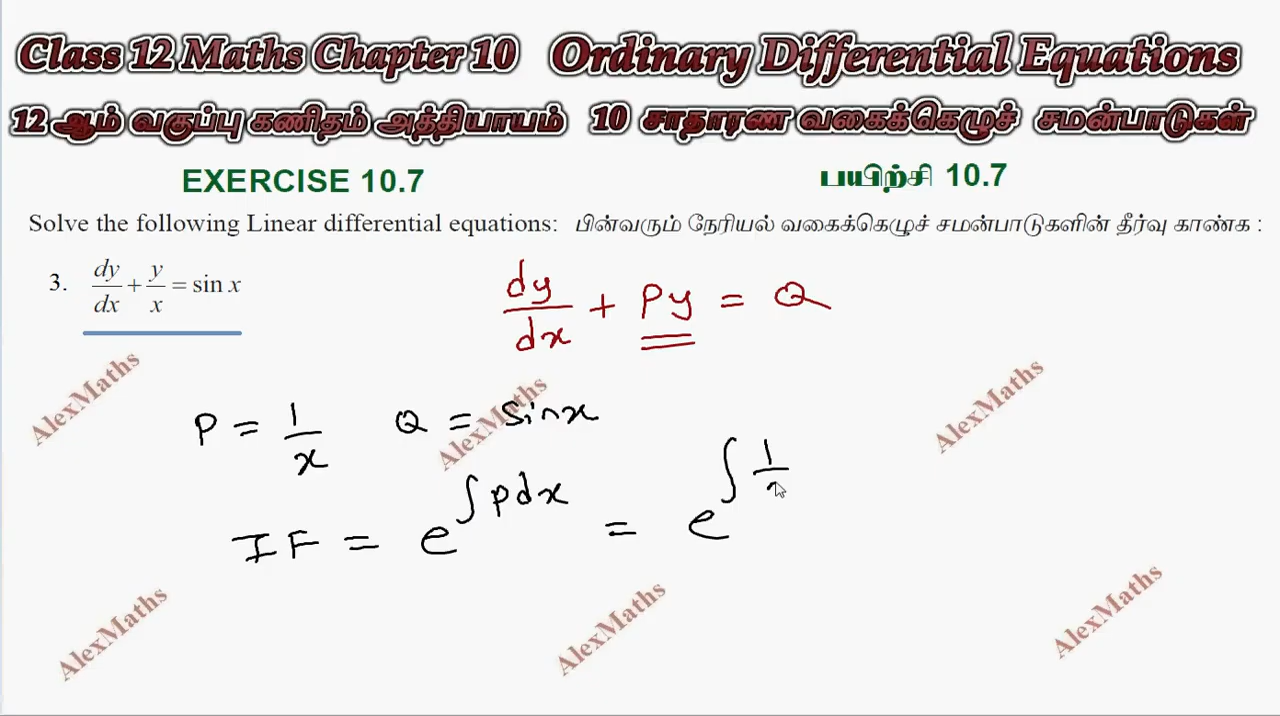 Class 12 Maths Chapter 10 Ordinary Differential Equations
12 ஆம் வகுப்பு கணிதம் அத்தியாயம் 10 சாதாரண வகைக்கெழுச் சமன்பாடுகள்
EXERCISE 10.7 பயிற்சி 10.7
Solve the following Linear differential equations: பின்வரும் நேரியல் வகைக்கெழுச் சமன்பாடுகளின் தீர்வு காண்க :
3. dy/dx + y/x = sin x
dy/dx + Py = Q
AlexMaths AlexMaths AlexMaths
P = 1/x Q = sinx
IF = e^∫pdx = e^∫1/
AlexMaths AlexMaths AlexMaths